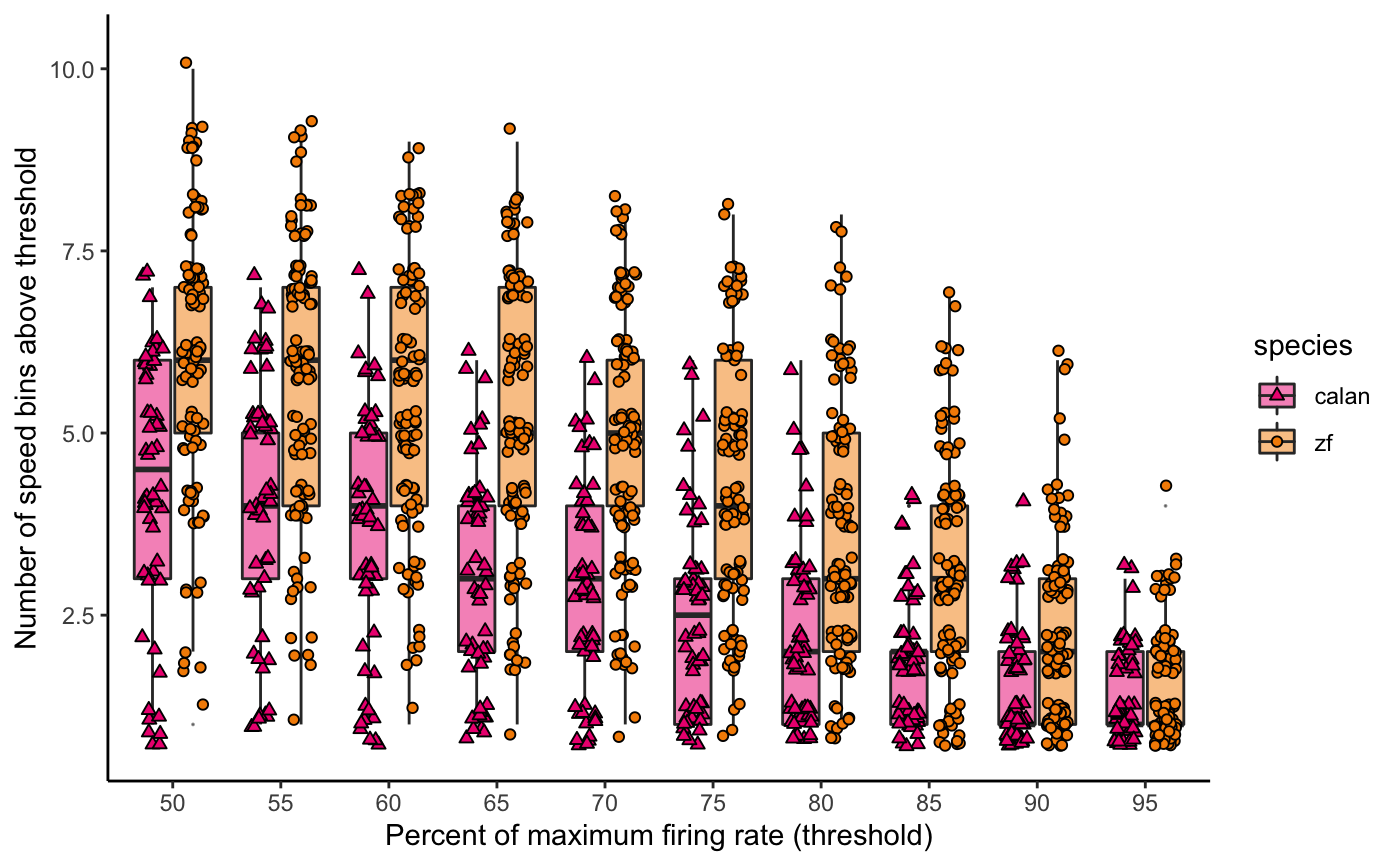 Number of speed bins above threshold
10.0
7.5
5.0
2.5
50 55 60 65 70 75 80 85 90 95
Percent of maximum firing rate (threshold)
species
calan
zf